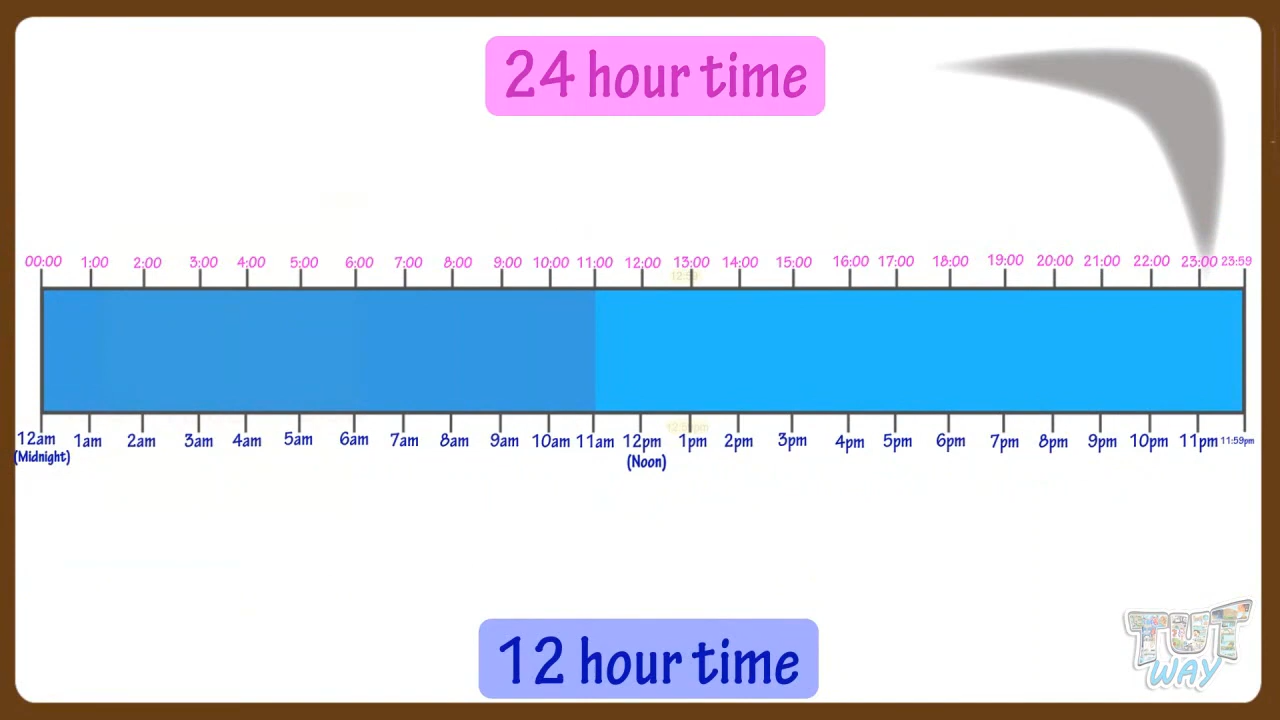 24 hour time
00:00 1:00 2:00 3:00 4:00 5:00 6:00 7:00 8:00 9:00 10:00 11:00 12:00 13:00 14:00 15:00 16:00 17:00 18:00 19:00 20:00 21:00 22:00 23:00 23:59
12:59
12:59pm
12am 1am 2am 3am 4am 5am 6am 7am 8am 9am 10am 11am 12pm 1pm 2pm 3pm 4pm 5pm 6pm 7pm 8pm 9pm 10pm 11pm 11:59pm
(Midnight) (Noon)
12 hour time
TUT
WAY